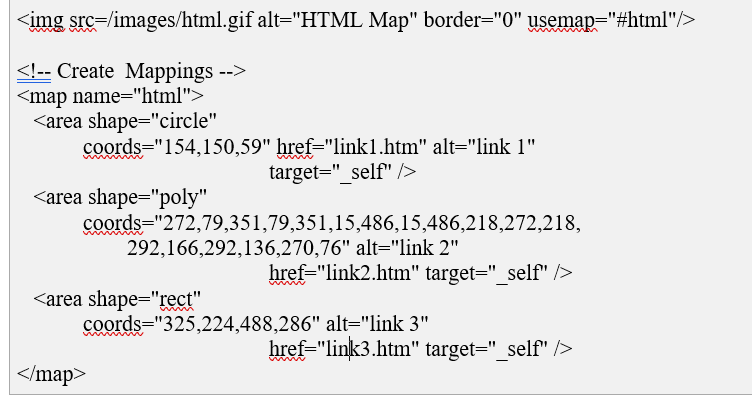 <img src=/images/html.gif alt="HTML Map" border="0" usemap="#html"/>
<!-- Create  Mappings -->
<map name="html">
<area shape="circle"
coords="154,150,59" href="link1.htm" alt="link 1"
target="_self" />
<area shape="poly"
coords="272,79,351,79,351,15,486,15,486,218,272,218,
292,166,292,136,270,76" alt="link 2"
href="link2.htm" target="_self" />
<area shape="rect"
coords="325,224,488,286" alt="link 3"
href="link3.htm" target="_self" />
</map>